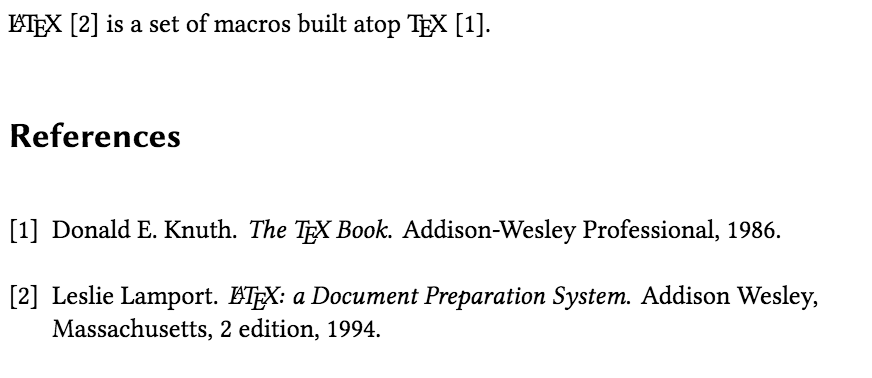 LATEX [2] is a set of macros built atop TEX [1].
References
[1] Donald E. Knuth. The TEX Book. Addison-Wesley Professional, 1986.
[2] Leslie Lamport. LATEX: a Document Preparation System. Addison Wesley,
Massachusetts, 2 edition, 1994.